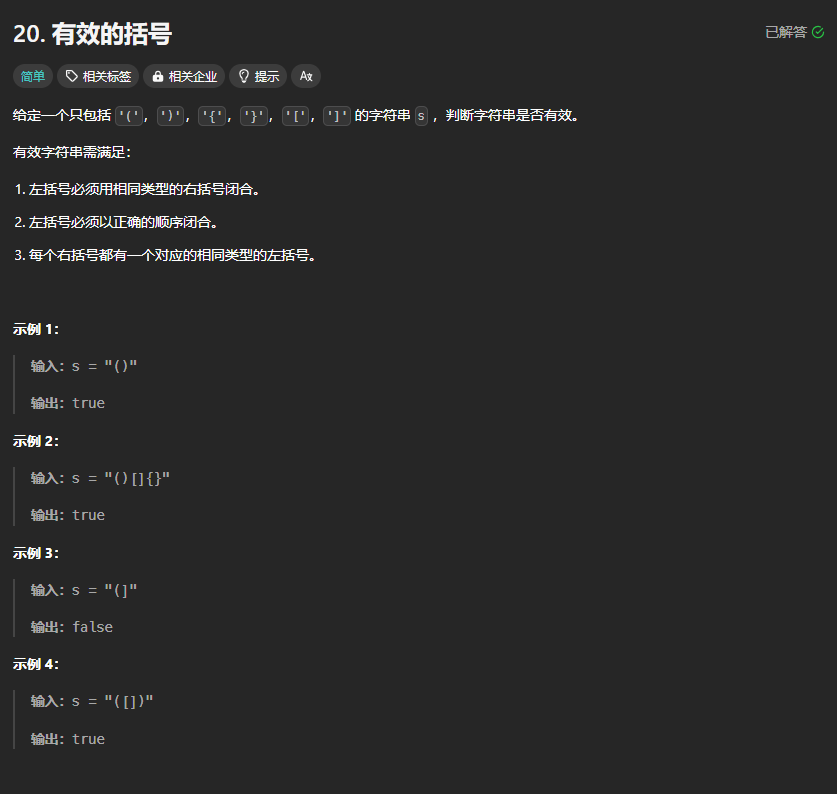 20. 有效的括号
已解答
简单 相关标签 相关企业 提示
给定一个只包括 '(', ')', '{', '}', '[', ']' 的字符串 s ，判断字符串是否有效。
有效字符串需满足：
1. 左括号必须用相同类型的右括号闭合。
2. 左括号必须以正确的顺序闭合。
3. 每个右括号都有一个对应的相同类型的左括号。
示例 1：
输入：s = "()"
输出：true
示例 2：
输入：s = "()[]{}"
输出：true
示例 3：
输入：s = "(]"
输出：false
示例 4：
输入：s = "([])"
输出：true